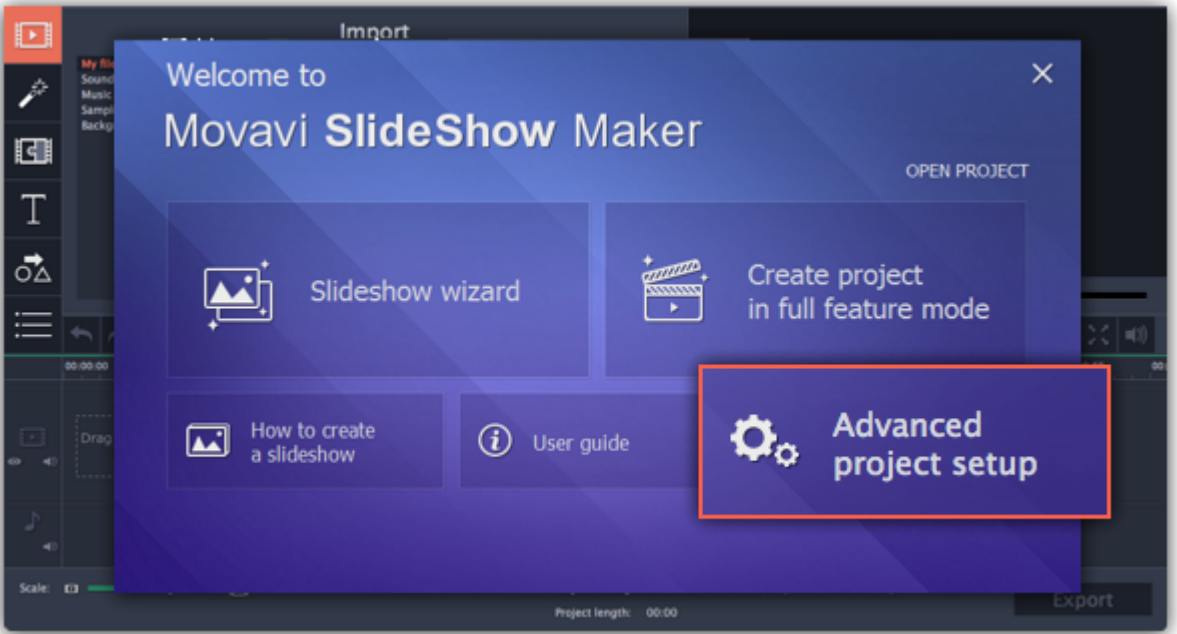 Import
Welcome to
Movavi SlideShow Maker
OPEN PROJECT
Slideshow wizard
Create project
in full feature mode
How to create
a slideshow
User guide
Advanced
project setup
T
00:00:00
Drag
Scale:
Project length: 00:00
Export